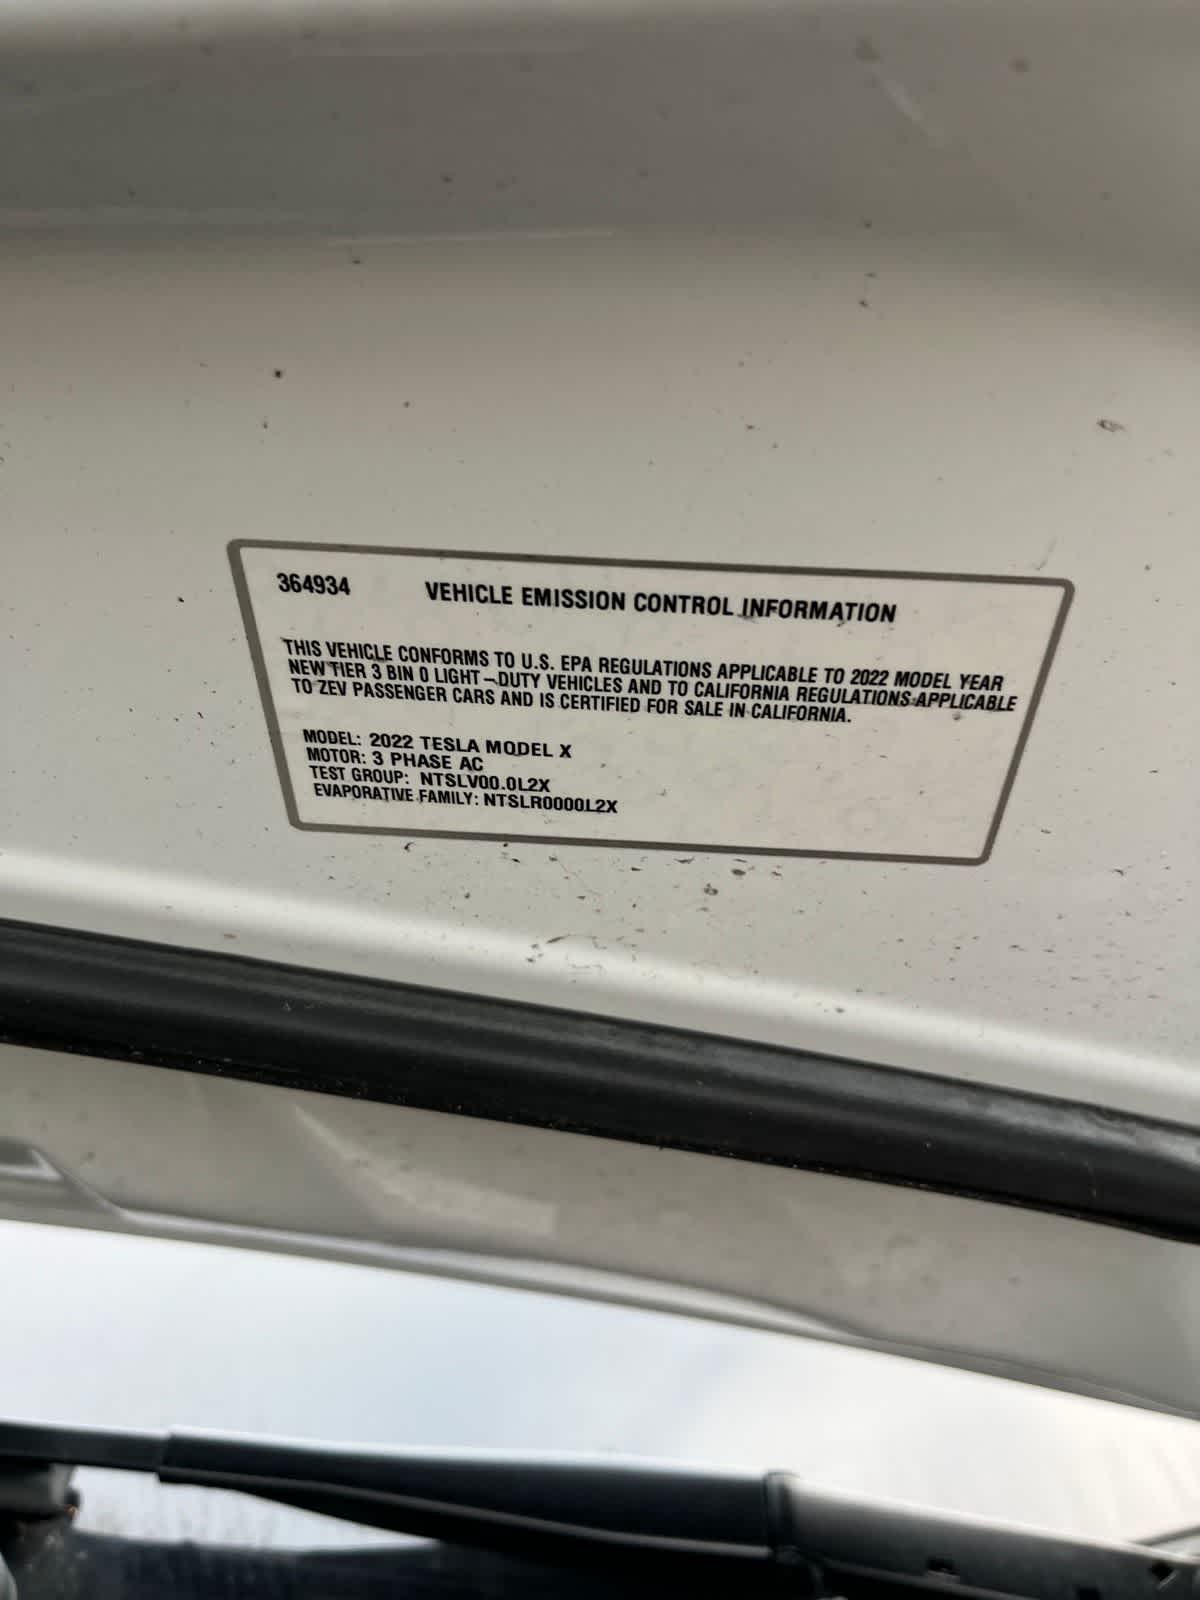 364934 VEHICLE EMISSION CONTROL INFORMATION
THIS VEHICLE CONFORMS TO U.S. EPA REGULATIONS APPLICABLE TO 2022 MODEL YEAR
NEW TIER 3 BIN 0 LIGHT-DUTY VEHICLES AND TO CALIFORNIA REGULATIONS APPLICABLE
TO ZEV PASSENGER CARS AND IS CERTIFIED FOR SALE IN CALIFORNIA.
MODEL: 2022 TESLA MODEL X
MOTOR: 3 PHASE AC
TEST GROUP: NTSLV00.0L2X
EVAPORATIVE FAMILY: NTSLR0000L2X